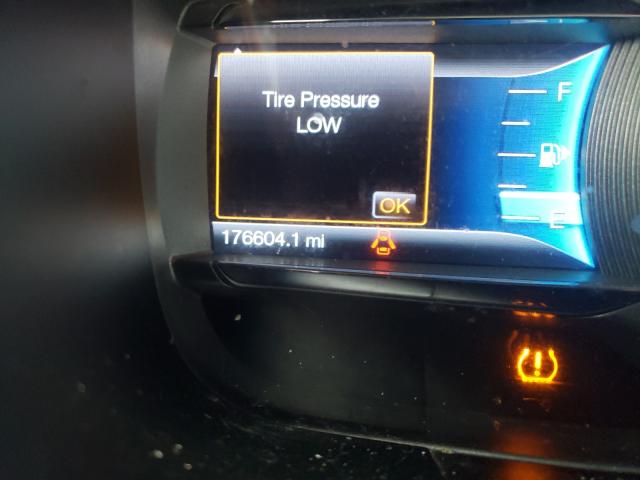 Tire Pressure
LOW
OK
F
E
176604.1 mi